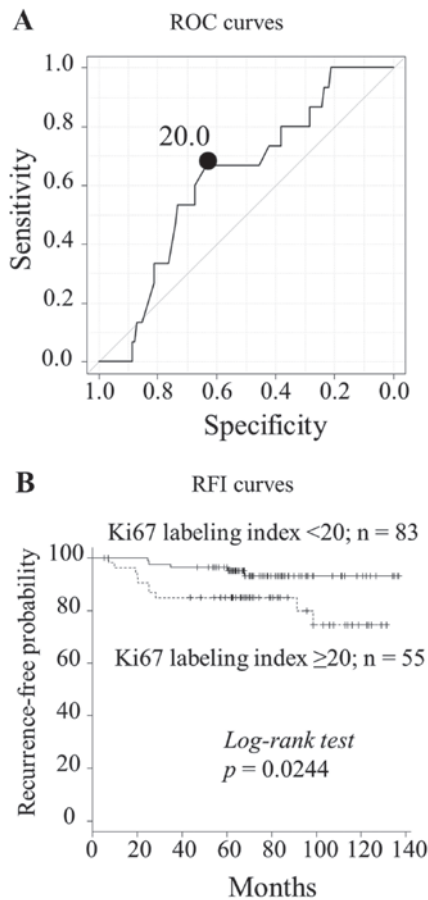 A
ROC curves
Sensitivity
1.0
0.8
0.6
0.4
0.2
0.0
20.0
1.0 0.8 0.6 0.4 0.2 0.0
Specificity
B
RFI curves
Ki67 labeling index <20; n = 83
Recurrence-free probability
100
80
60
40
20
0
Ki67 labeling index ≥20; n = 55
Log-rank test
p = 0.0244
0 20 40 60 80 100 120 140
Months